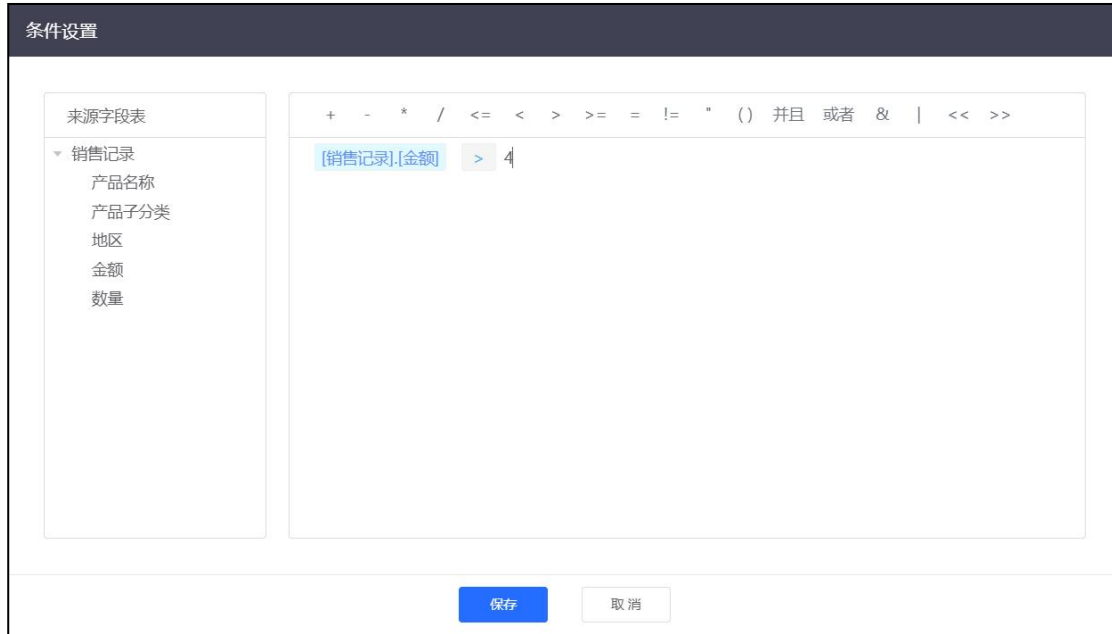 条件设置
来源字段表
+ - * / <= < > >= = != " () 并且 或者 & | << >>
销售记录
[销售记录].[金额] > 4
产品名称
产品子分类
地区
金额
数量
保存 取消